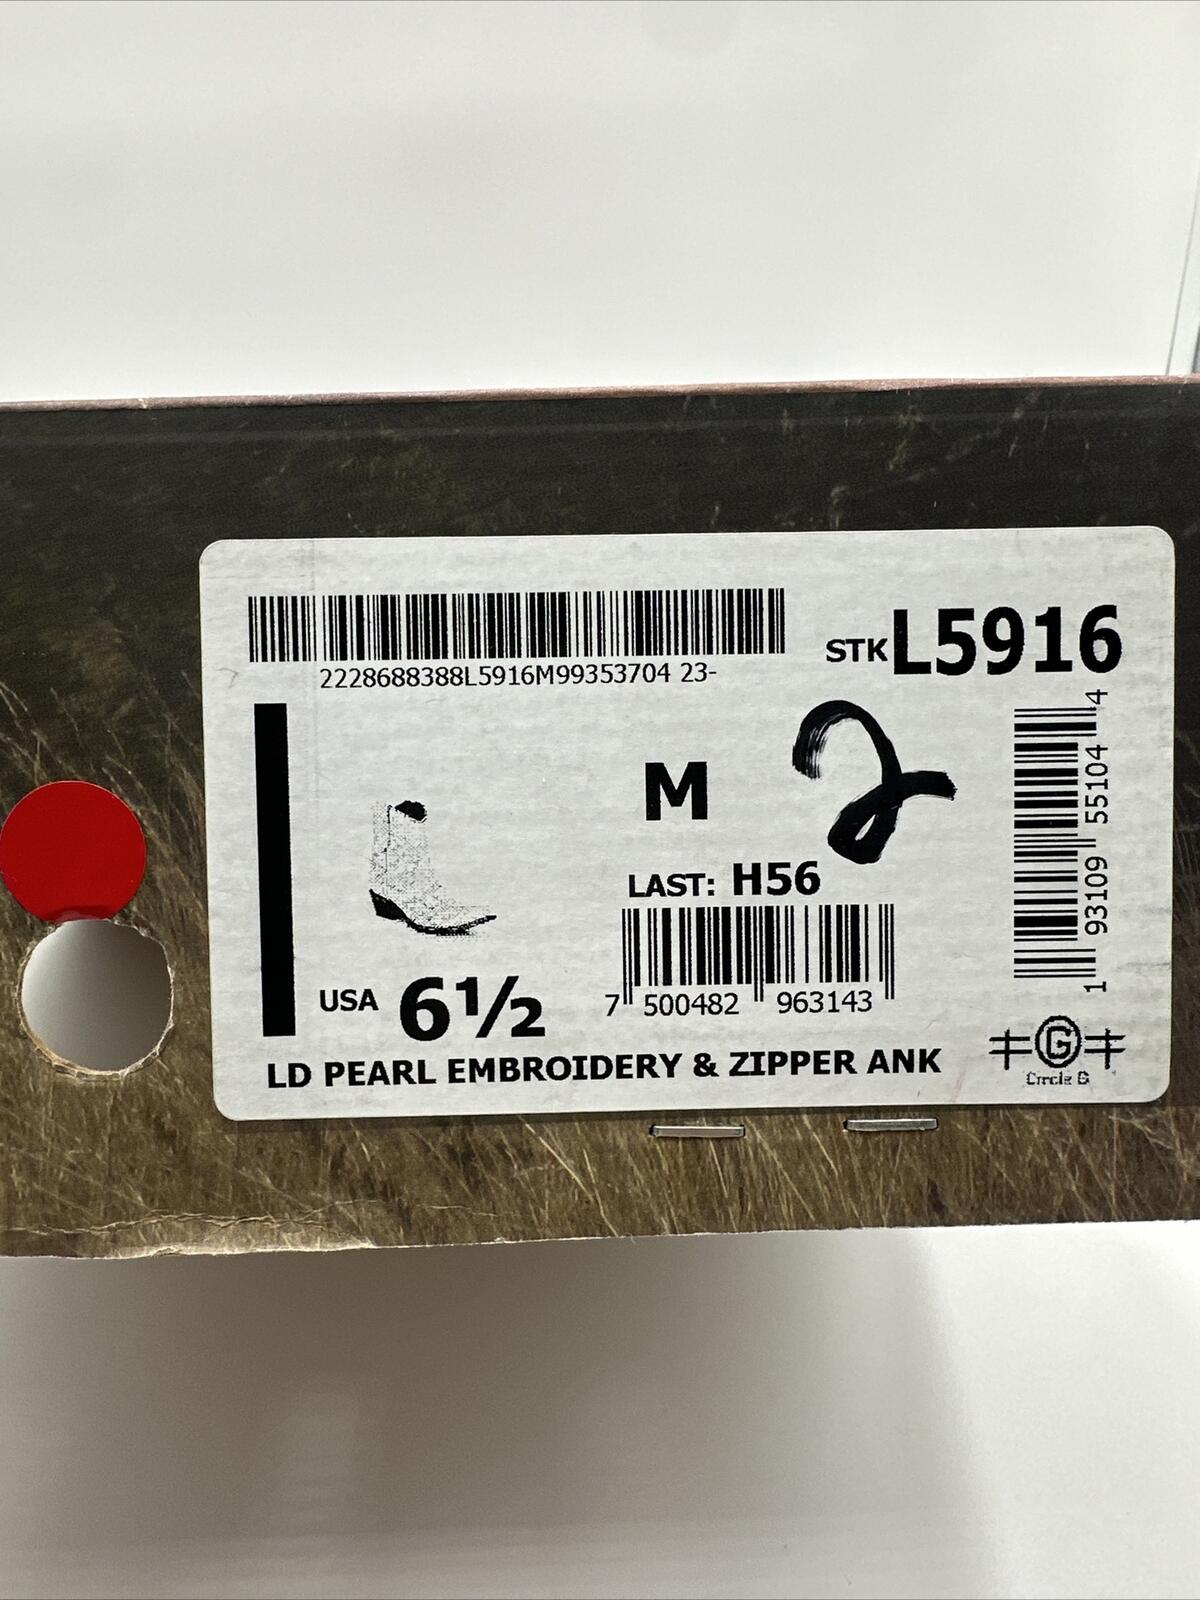 2228688388L5916M99353704 23-
STK L5916
M
2
LAST: H56
7 500482 963143
1 93109 55104 4
USA 6½
LD PEARL EMBROIDERY & ZIPPER ANK
G
Circle G